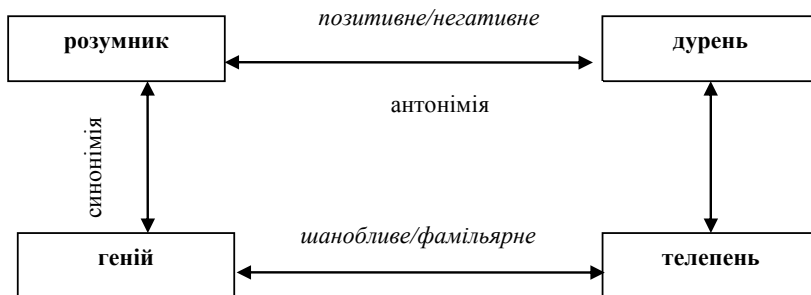 позитивне/негативне
розумник
дурень
антонімія
синонімія
шанобливе/фамільярне
геній
телепень